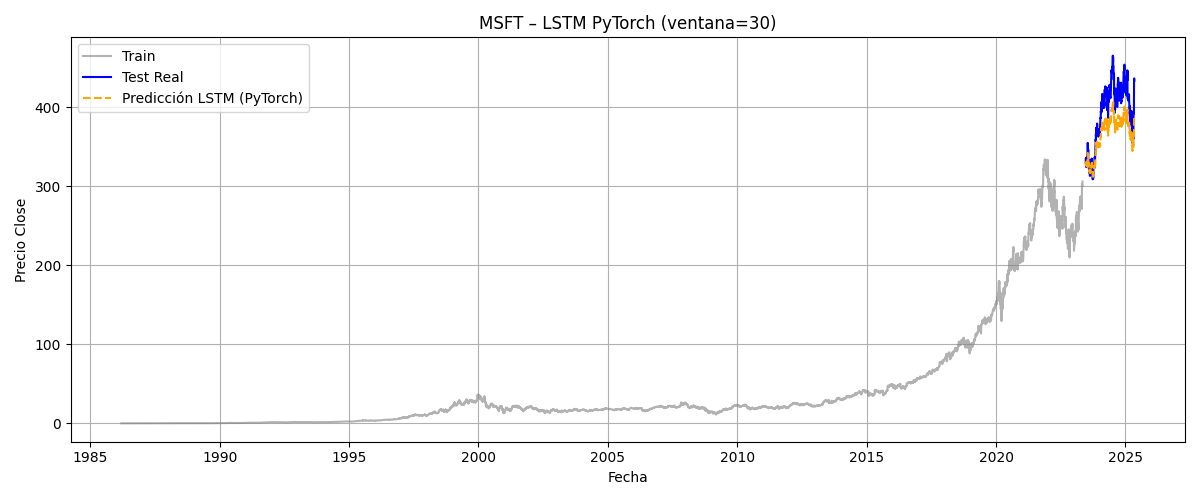 MSFT – LSTM PyTorch (ventana=30)
Train
Test Real
Predicción LSTM (PyTorch)
Precio Close
400
300
200
100
0
1985 1990 1995 2000 2005 2010 2015 2020 2025
Fecha